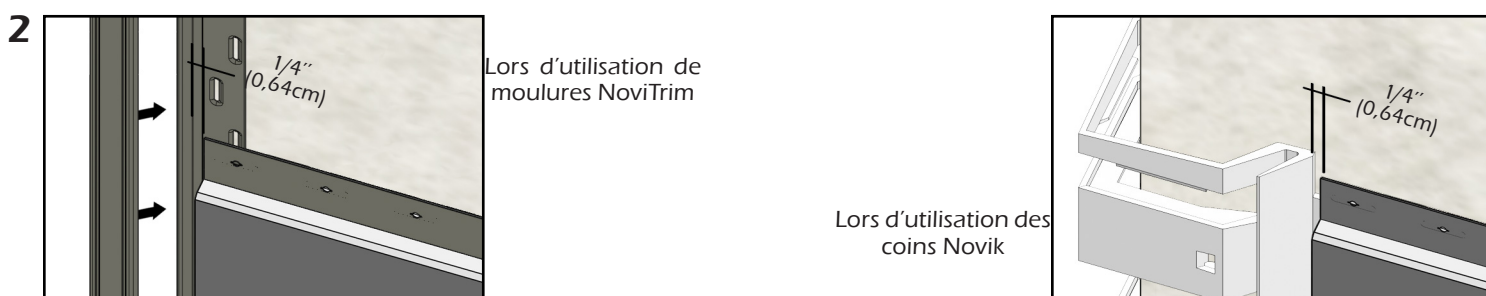 2
1/4’’
(0,64cm)
Lors d’utilisation de
moulures NoviTrim
Lors d’utilisation des
coins Novik
1/4’’
(0,64cm)